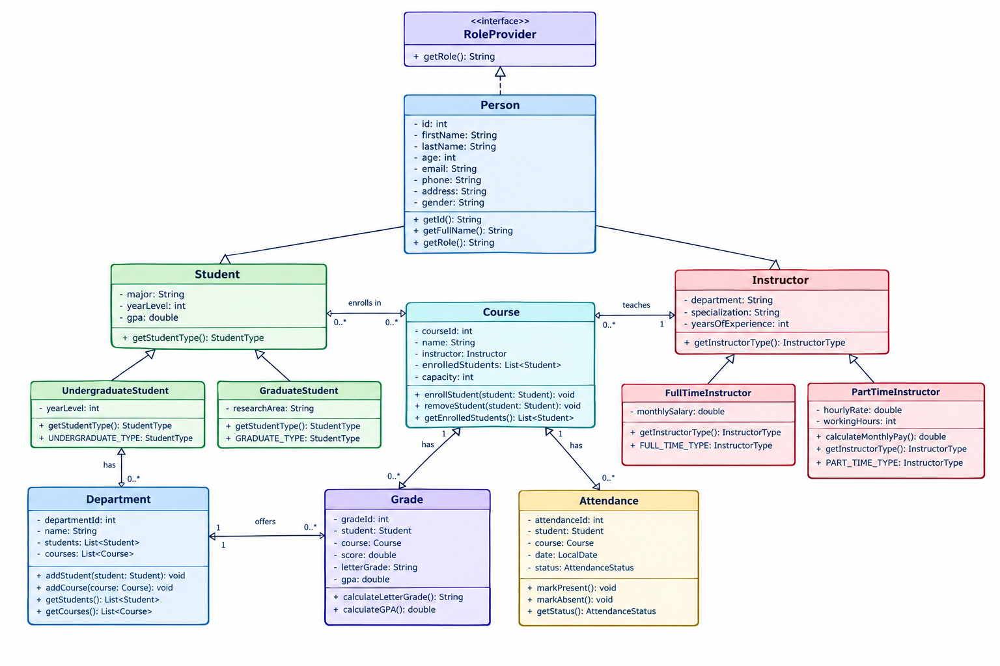 <<interface>>
RoleProvider
+ getRole(): String
Person
- id: int
- firstName: String
- lastName: String
- age: int
- email: String
- phone: String
- address: String
- gender: String
+ getId(): String
+ getFullName(): String
+ getRole(): String
Student
- major: String
- yearLevel: int
- gpa: double
+ getStudentType(): StudentType
enrolls in
0..*
0..*
Course
- courseId: int
- name: String
- instructor: Instructor
- enrolledStudents: List<Student>
- capacity: int
+ enrollStudent(student: Student): void
+ removeStudent(student: Student): void
+ getEnrolledStudents(): List<Student>
teaches
0..*
1
Instructor
- department: String
- specialization: String
- yearsOfExperience: int
+ getInstructorType(): InstructorType
UndergraduateStudent
- yearLevel: int
+ getStudentType(): StudentType
+ UNDERGRADUATE_TYPE: StudentType
GraduateStudent
- researchArea: String
+ getStudentType(): StudentType
+ GRADUATE_TYPE: StudentType
FullTimeInstructor
- monthlySalary: double
+ getInstructorType(): InstructorType
+ FULL_TIME_TYPE: InstructorType
PartTimeInstructor
- hourlyRate: double
- workingHours: int
+ calculateMonthlyPay(): double
+ getInstructorType(): InstructorType
+ PART_TIME_TYPE: InstructorType
has
0..*
1
has
0..*
1
has
0..*
Department
- departmentId: int
- name: String
- students: List<Student>
- courses: List<Course>
+ addStudent(student: Student): void
+ addCourse(course: Course): void
+ getStudents(): List<Student>
+ getCourses(): List<Course>
1
offers
0..*
1
Grade
- gradeId: int
- student: Student
- course: Course
- score: double
- letterGrade: String
- gpa: double
+ calculateLetterGrade(): String
+ calculateGPA(): double
Attendance
- attendanceId: int
- student: Student
- course: Course
- date: LocalDate
- status: AttendanceStatus
+ markPresent(): void
+ markAbsent(): void
+ getStatus(): AttendanceStatus